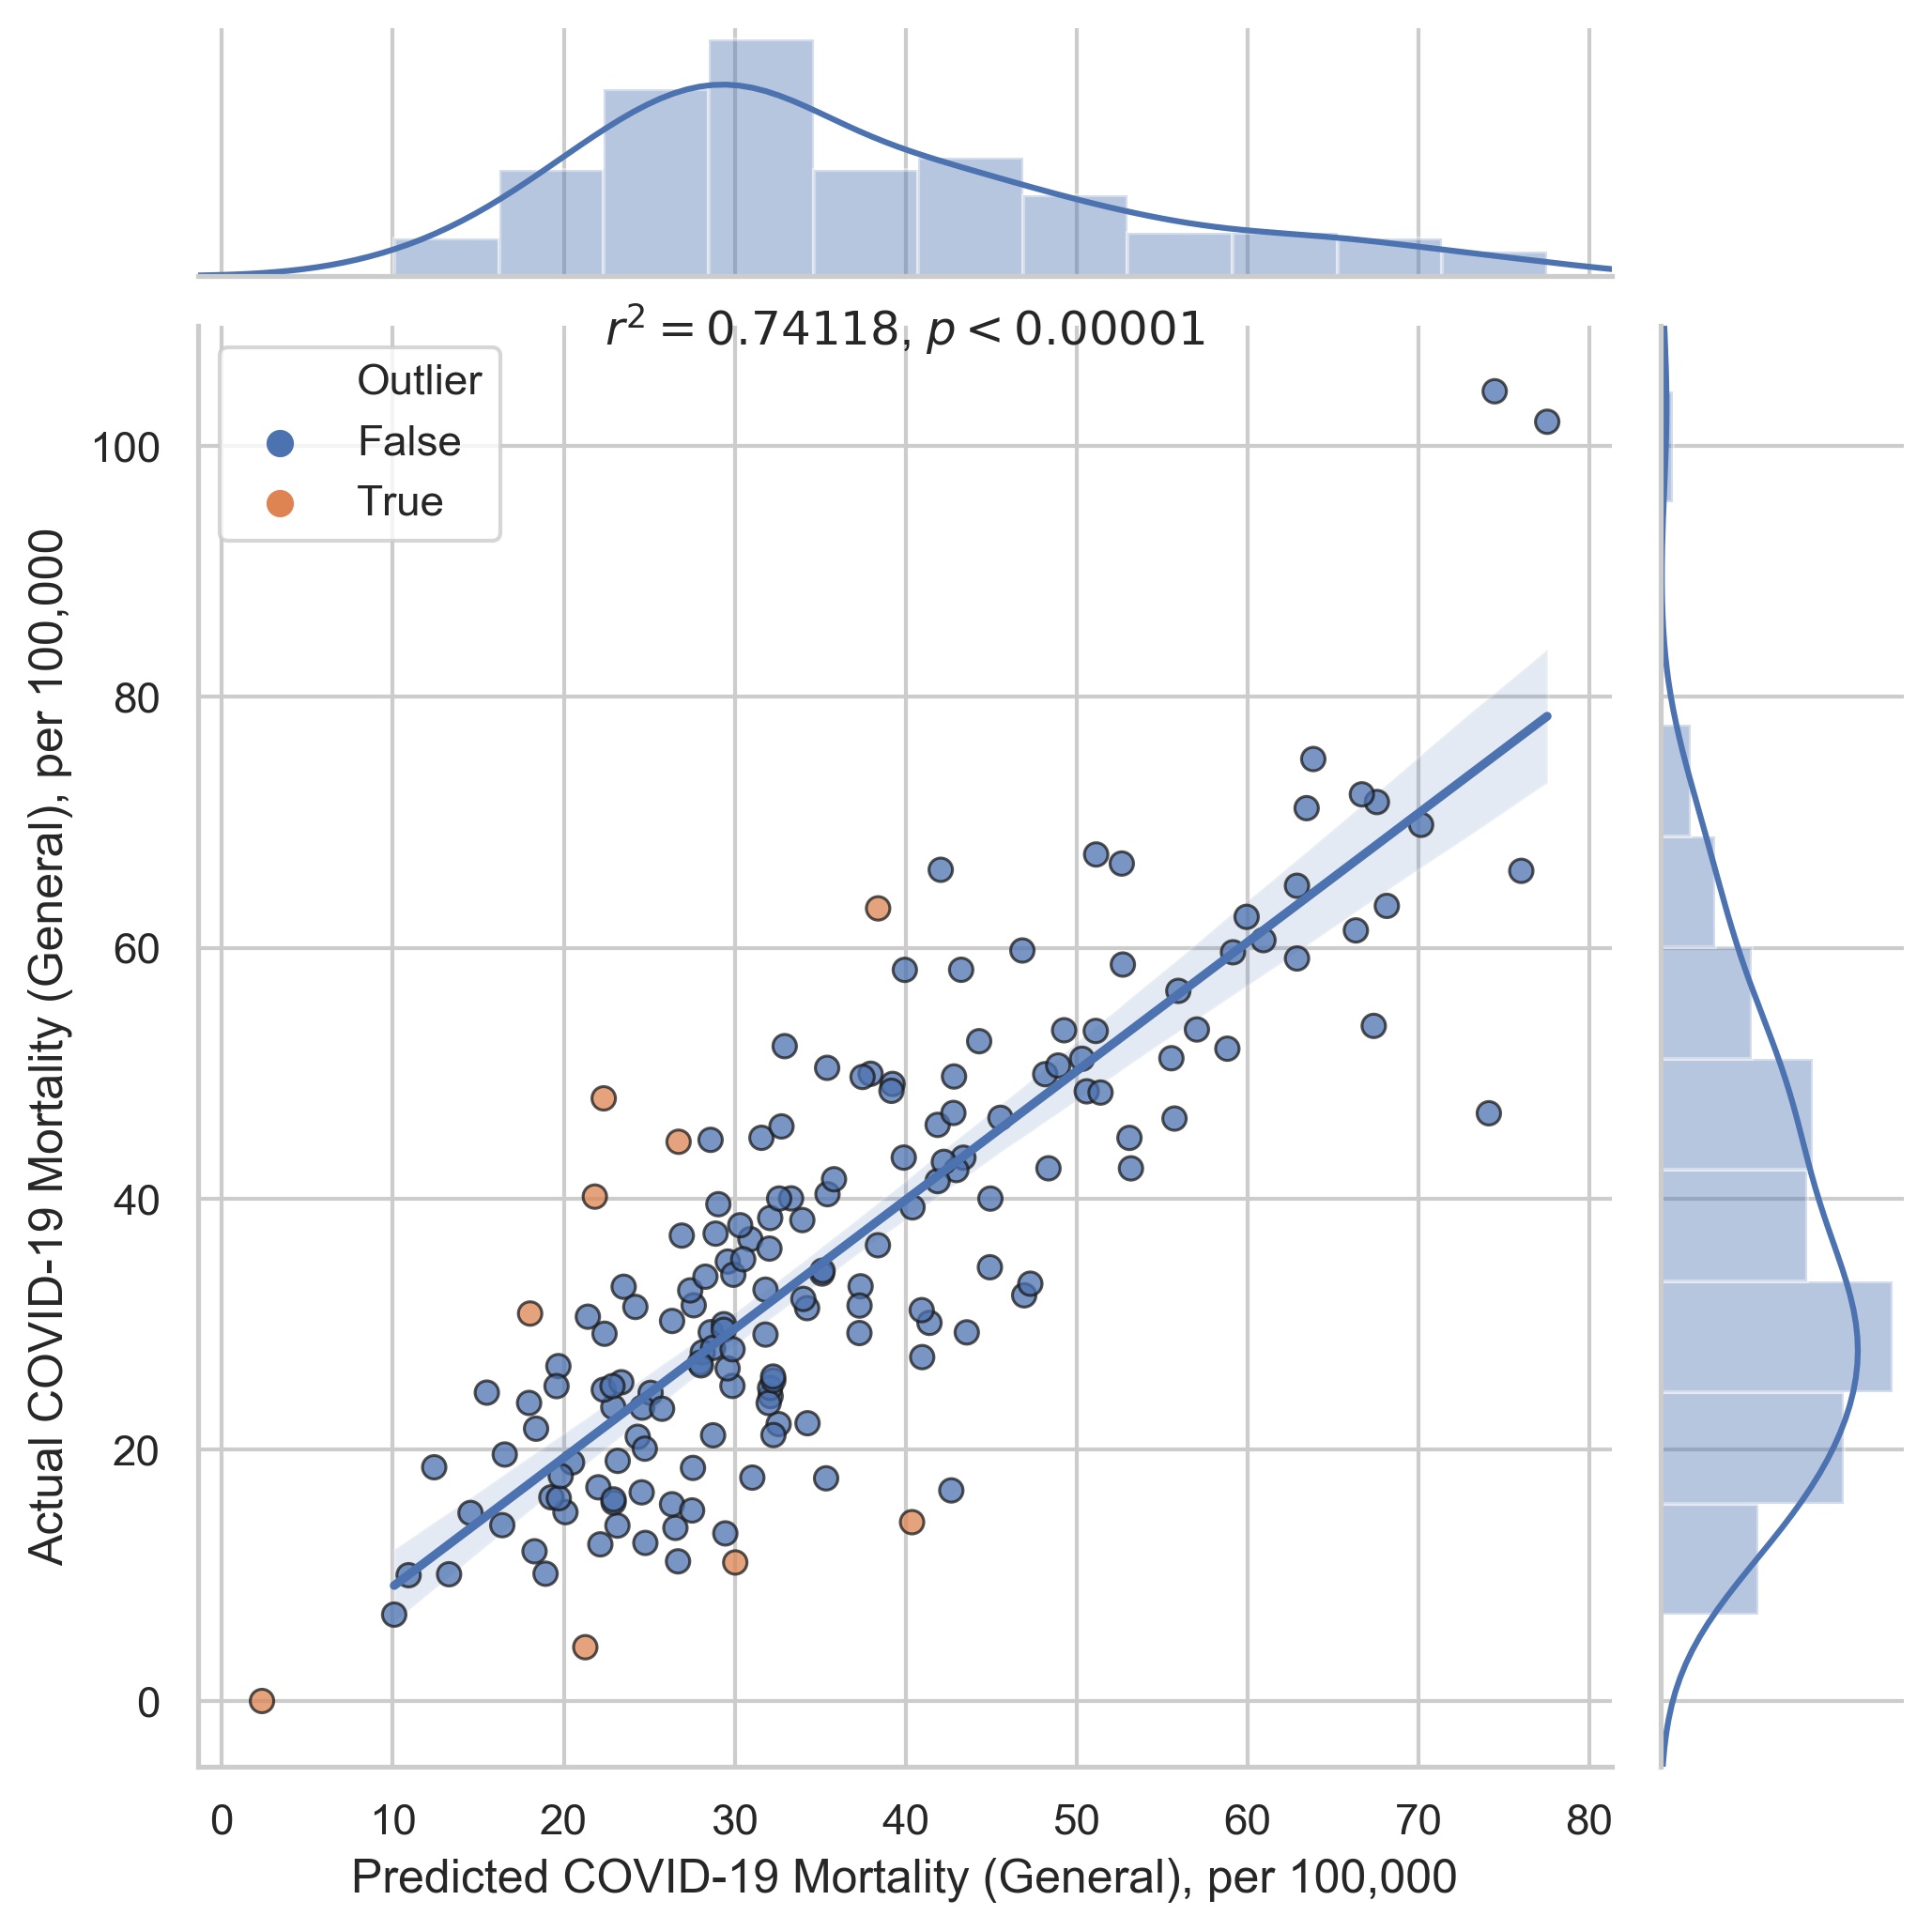 r² = 0.74118, p < 0.00001
Outlier
False
True
100
80
60
40
20
0
Actual COVID-19 Mortality (General), per 100,000
0 10 20 30 40 50 60 70 80
Predicted COVID-19 Mortality (General), per 100,000